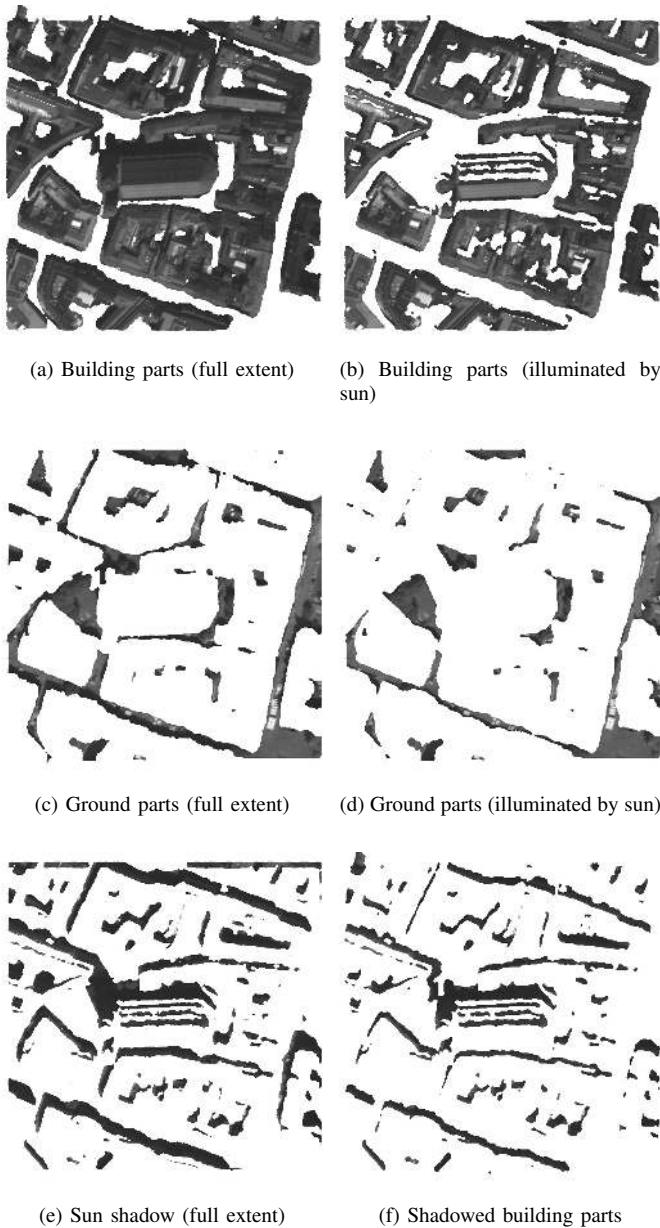 (a) Building parts (full extent)
(b) Building parts (illuminated by
sun)
(c) Ground parts (full extent)
(d) Ground parts (illuminated by sun)
(e) Sun shadow (full extent)
(f) Shadowed building parts